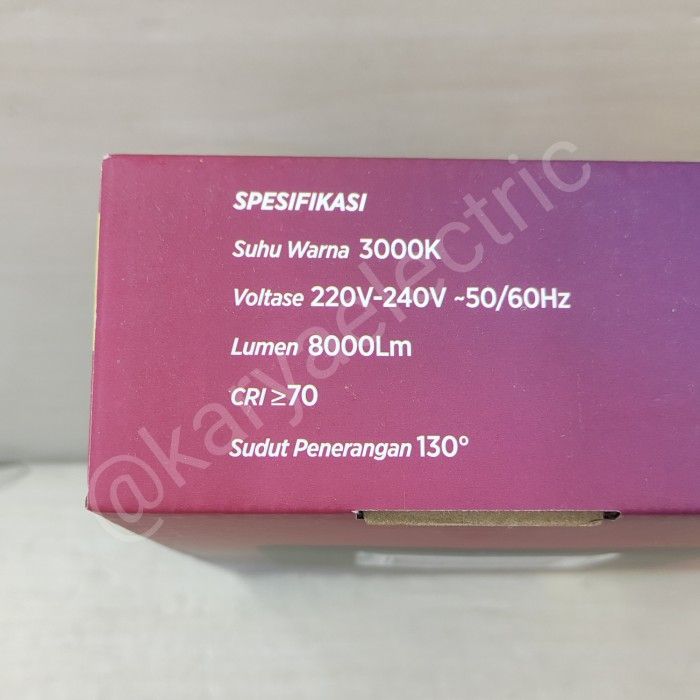 SPESIFIKASI
Suhu Warna 3000K
Voltase 220V-240V ~50/60Hz
Lumen 8000Lm
CRI ≥70
Sudut Penerangan 130°
@karyaelectric